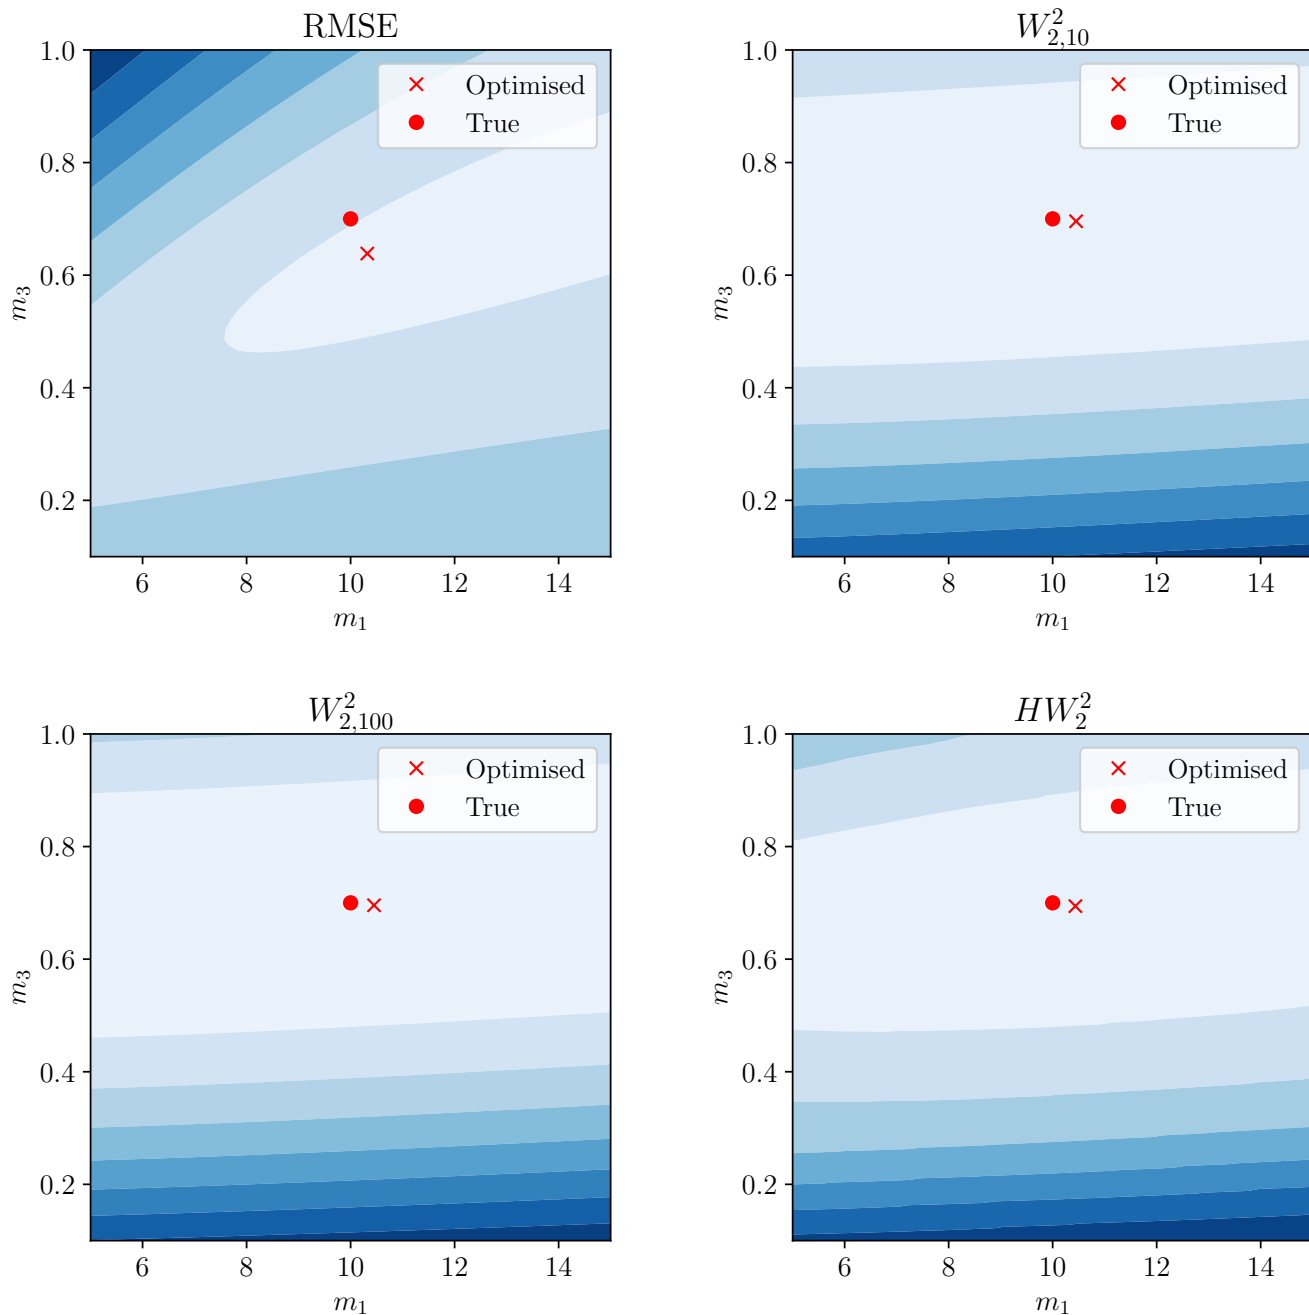 RMSE
1.0
0.8
0.6
0.4
0.2
m₃
6 8 10 12 14
m₁
× Optimised
● True
W²₂,₁₀
1.0
0.8
0.6
0.4
0.2
m₃
6 8 10 12 14
m₁
× Optimised
● True
W²₂,₁₀₀
1.0
0.8
0.6
0.4
0.2
m₃
6 8 10 12 14
m₁
× Optimised
● True
HW²₂
1.0
0.8
0.6
0.4
0.2
m₃
6 8 10 12 14
m₁
× Optimised
● True